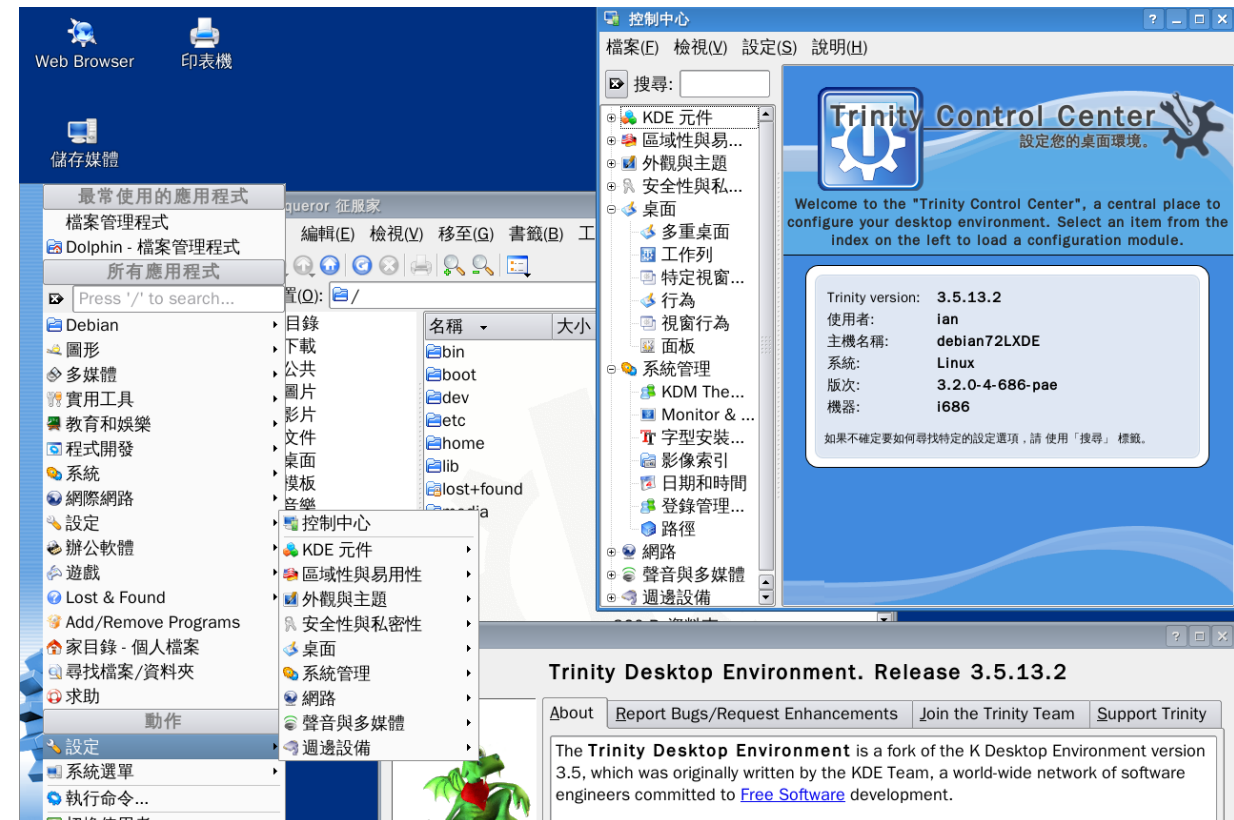 Web Browser
印表機
儲存媒體
最常使用的應用程式
檔案管理程式
Dolphin - 檔案管理程式
所有應用程式
Press '/' to search...
Debian
圖形
多媒體
實用工具
教育和娛樂
程式開發
系統
網際網路
設定
辦公軟體
遊戲
Lost & Found
Add/Remove Programs
家目錄 - 個人檔案
尋找檔案/資料夾
求助
動作
設定
系統選單
執行命令...
控制中心
KDE 元件
區域性與易用性
外觀與主題
安全性與私密性
桌面
系統管理
網路
聲音與多媒體
週邊設備
queror 征服家
編輯(E) 檢視(V) 移至(G) 書籤(B) 工
置(O): /
目錄
下載
公共
圖片
影片
文件
桌面
模板
音樂
名稱 大小
bin
boot
dev
etc
home
lib
lost+found
media
控制中心
檔案(F) 檢視(V) 設定(S) 說明(H)
搜尋:
KDE 元件
區域性與易...
外觀與主題
安全性與私...
桌面
多重桌面
工作列
特定視窗...
行為
視窗行為
面板
系統管理
KDM The...
Monitor & ...
字型安裝...
影像索引
日期和時間
登錄管理...
路徑
網路
聲音與多媒體
週邊設備
Trinity Control Center
設定您的桌面環境。
Welcome to the "Trinity Control Center", a central place to
configure your desktop environment. Select an item from the
index on the left to load a configuration module.
Trinity version: 3.5.13.2
使用者: ian
主機名稱: debian72LXDE
系統: Linux
版次: 3.2.0-4-686-pae
機器: i686
如果不確定要如何尋找特定的設定選項，請 使用「搜尋」 標籤。
Trinity Desktop Environment. Release 3.5.13.2
About Report Bugs/Request Enhancements Join the Trinity Team Support Trinity
The Trinity Desktop Environment is a fork of the K Desktop Environment version
3.5, which was originally written by the KDE Team, a world-wide network of software
engineers committed to Free Software development.